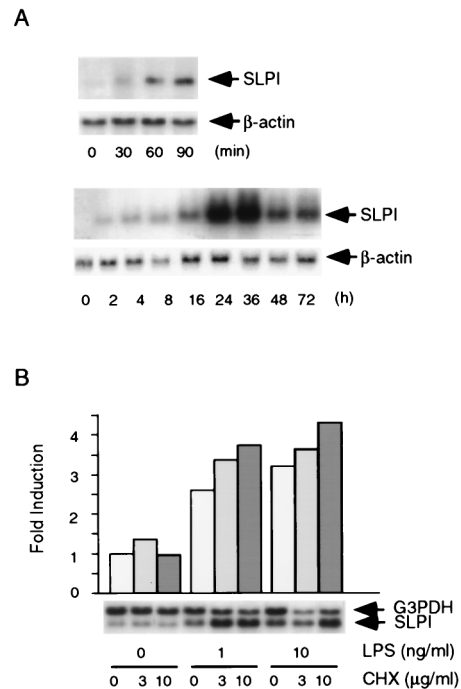 A
SLPI
β-actin
0 30 60 90 (min)
SLPI
β-actin
0 2 4 8 16 24 36 48 72 (h)
B
Fold Induction
4
3
2
1
0
G3PDH
SLPI
0 1 10 LPS (ng/ml)
0 3 10 0 3 10 0 3 10 CHX (μg/ml)